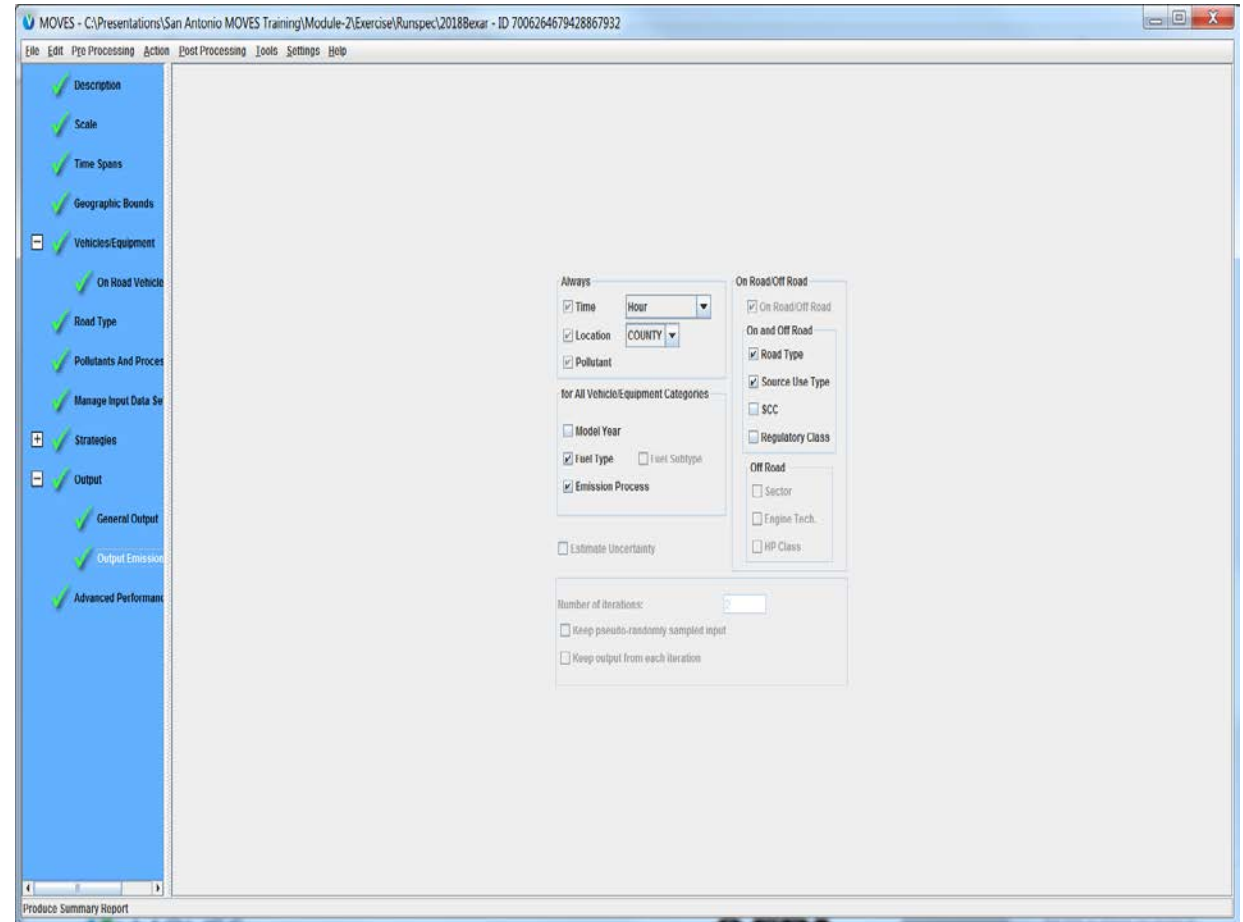 MOVES - C:\Presentations\San Antonio MOVES Training\Module-2\Exercise\Runspec\2018Bexar - ID 7006264679428867932
File Edit Pre Processing Action Post Processing Tools Settings Help
Description
Scale
Time Spans
Geographic Bounds
Vehicles/Equipment
On Road Vehicle
Road Type
Pollutants And Proces
Manage Input Data Se
Strategies
Output
General Output
Output Emission
Advanced Performan
Always
Time Hour
Location COUNTY
Pollutant
for All Vehicle/Equipment Categories
Model Year
Fuel Type Fuel Subtype
Emission Process
Estimate Uncertainty
On Road/Off Road
On Road/Off Road
On and Off Road
Road Type
Source Use Type
SCC
Regulatory Class
Off Road
Sector
Engine Tech.
HP Class
Number of iterations: 2
Keep pseudo-randomly sampled input
Keep output from each iteration
Produce Summary Report